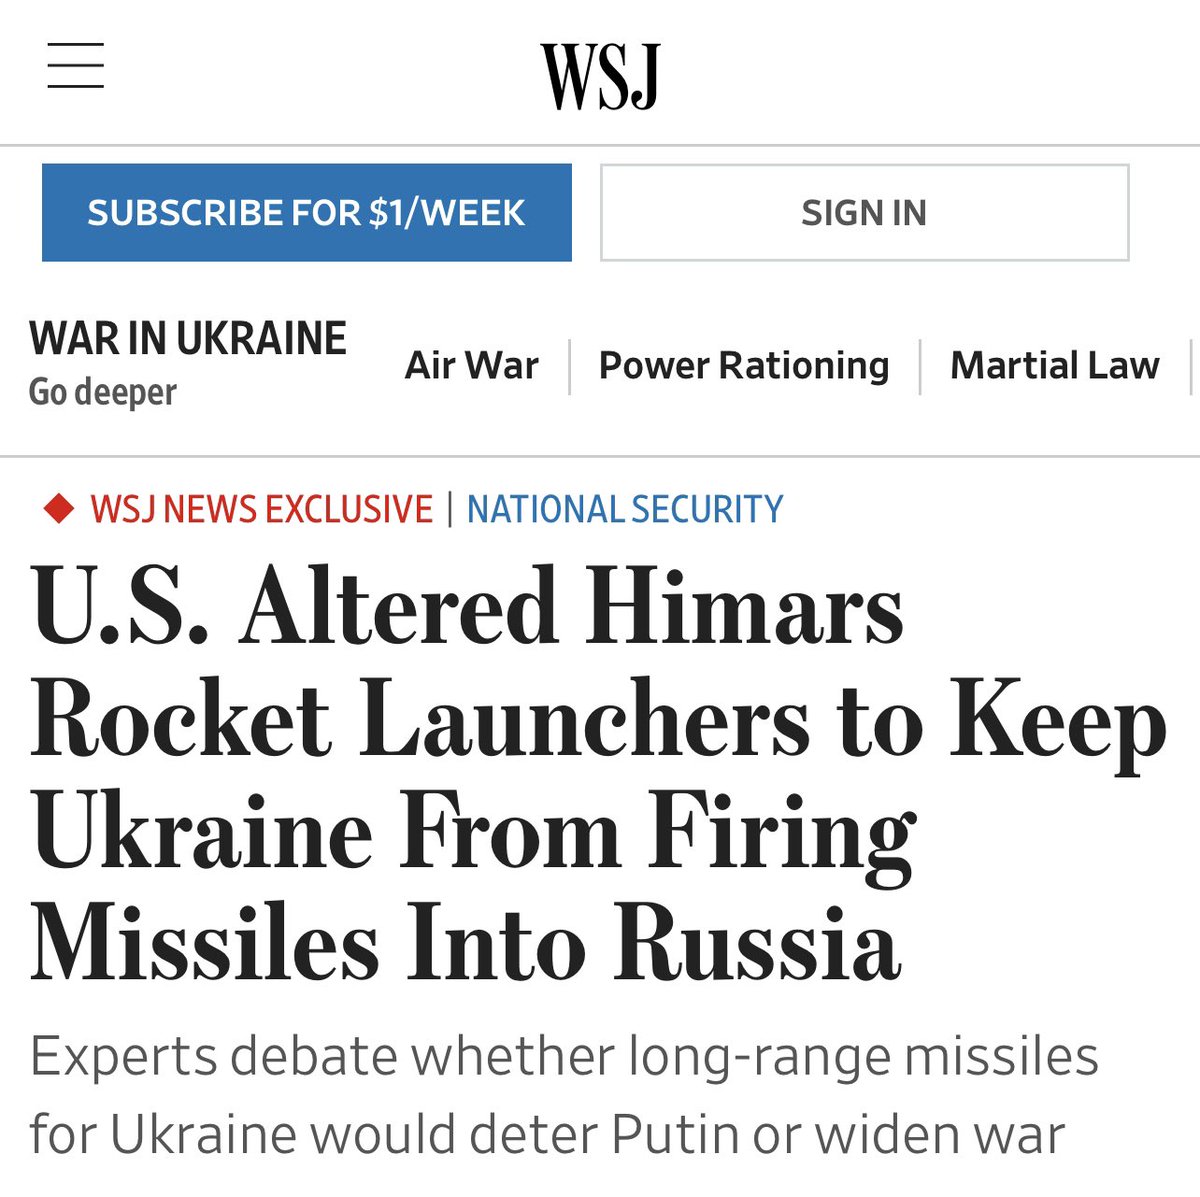 WSJ
SUBSCRIBE FOR $1/WEEK
SIGN IN
WAR IN UKRAINE
Go deeper
Air War
Power Rationing
Martial Law
WSJ NEWS EXCLUSIVE | NATIONAL SECURITY
U.S. Altered Himars
Rocket Launchers to Keep
Ukraine From Firing
Missiles Into Russia
Experts debate whether long-range missiles
for Ukraine would deter Putin or widen war